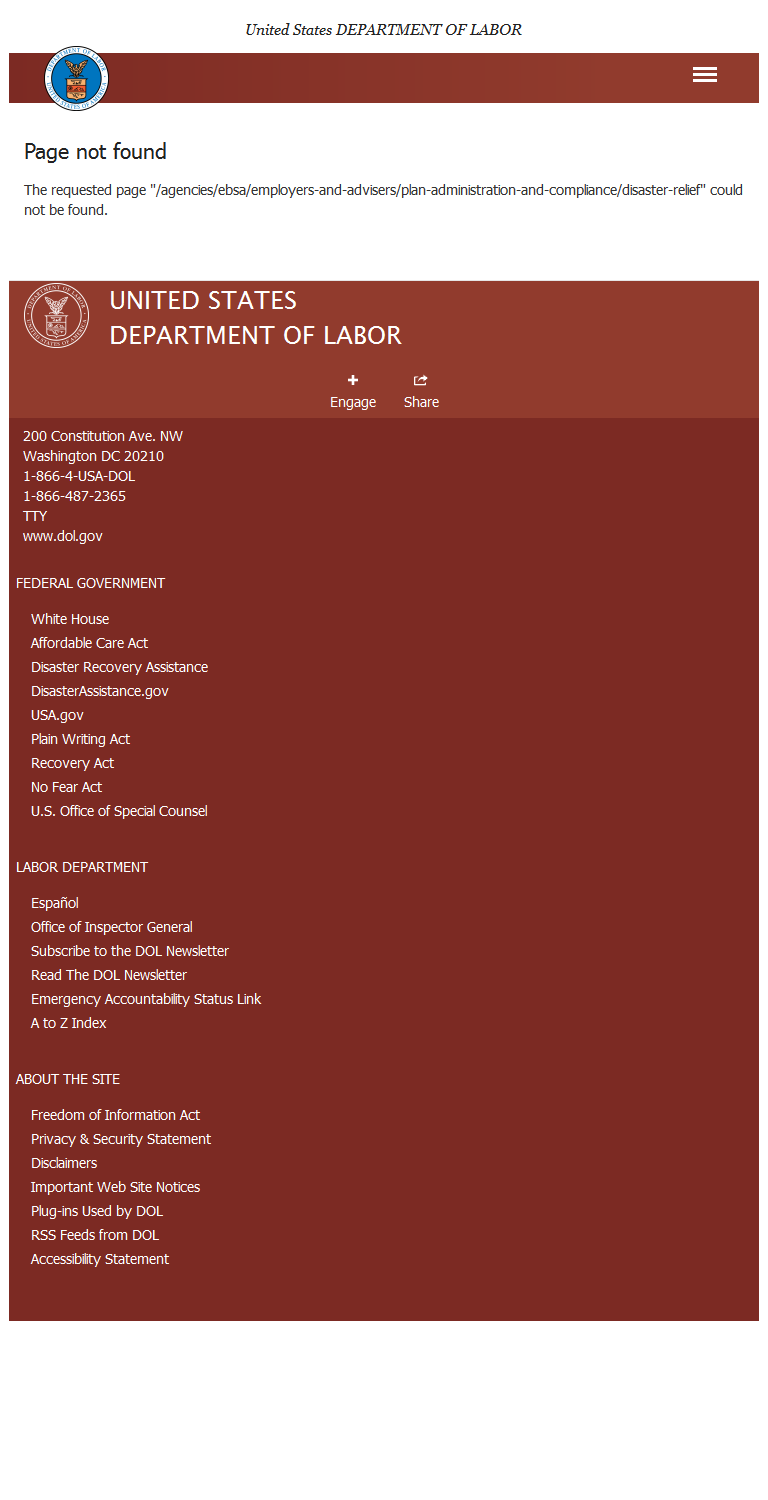 United States DEPARTMENT OF LABOR
Page not found
The requested page "/agencies/ebsa/employers-and-advisers/plan-administration-and-compliance/disaster-relief" could
not be found.
UNITED STATES
DEPARTMENT OF LABOR
Engage
Share
200 Constitution Ave. NW
Washington DC 20210
1-866-4-USA-DOL
1-866-487-2365
TTY
www.dol.gov
FEDERAL GOVERNMENT
White House
Affordable Care Act
Disaster Recovery Assistance
DisasterAssistance.gov
USA.gov
Plain Writing Act
Recovery Act
No Fear Act
U.S. Office of Special Counsel
LABOR DEPARTMENT
Español
Office of Inspector General
Subscribe to the DOL Newsletter
Read The DOL Newsletter
Emergency Accountability Status Link
A to Z Index
ABOUT THE SITE
Freedom of Information Act
Privacy & Security Statement
Disclaimers
Important Web Site Notices
Plug-ins Used by DOL
RSS Feeds from DOL
Accessibility Statement